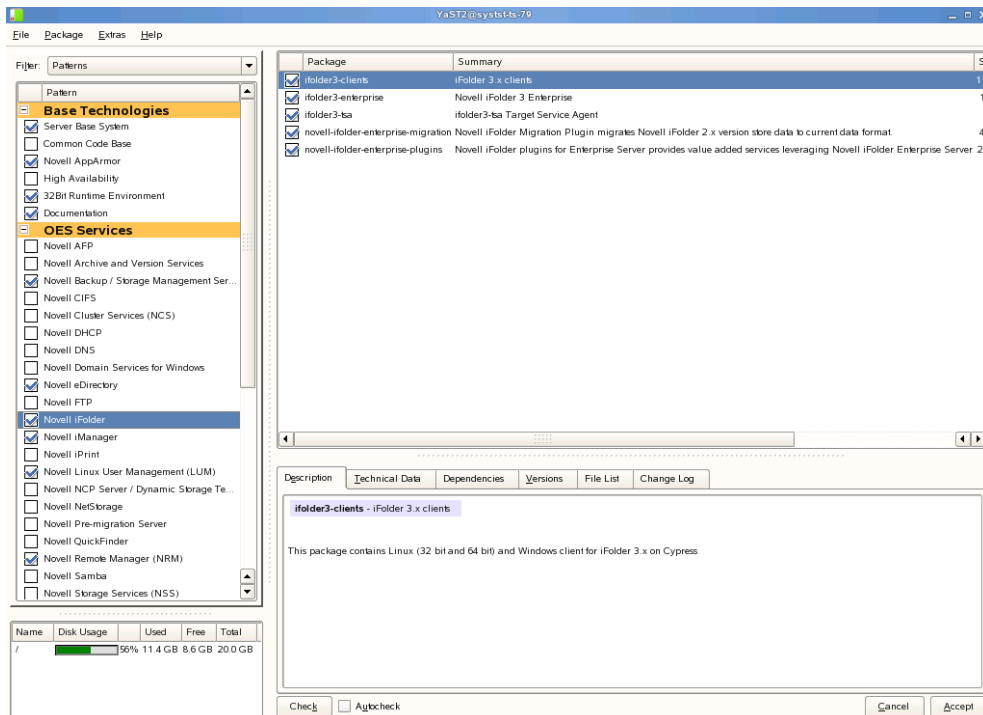 YaST2@systst-ts-79
File Package Extras Help
Filter: Patterns
Pattern
Base Technologies
Server Base System
Common Code Base
Novell AppArmor
High Availability
32Bit Runtime Environment
Documentation
OES Services
Novell AFP
Novell Archive and Version Services
Novell Backup / Storage Management Ser...
Novell CIFS
Novell Cluster Services (NCS)
Novell DHCP
Novell DNS
Novell Domain Services for Windows
Novell eDirectory
Novell FTP
Novell iFolder
Novell iManager
Novell iPrint
Novell Linux User Management (LUM)
Novell NCP Server / Dynamic Storage Te...
Novell NetStorage
Novell Pre-migration Server
Novell QuickFinder
Novell Remote Manager (NRM)
Novell Samba
Novell Storage Services (NSS)
Name Disk Usage Used Free Total
/ 56% 11.4 GB 8.6 GB 20.0 GB
Package Summary S
ifolder3-clients iFolder 3.x clients 11
ifolder3-enterprise Novell iFolder 3 Enterprise 1
ifolder3-tsa ifolder3-tsa Target Service Agent
novell-ifolder-enterprise-migration Novell iFolder Migration Plugin migrates Novell iFolder 2.x version store data to current data format. 4
novell-ifolder-enterprise-plugins Novell iFolder plugins for Enterprise Server provides value added services leveraging Novell iFolder Enterprise Server 2
Description Technical Data Dependencies Versions File List Change Log
ifolder3-clients - iFolder 3.x clients
This package contains Linux (32 bit and 64 bit) and Windows client for iFolder 3.x on Cypress
Check Autocheck Cancel Accept